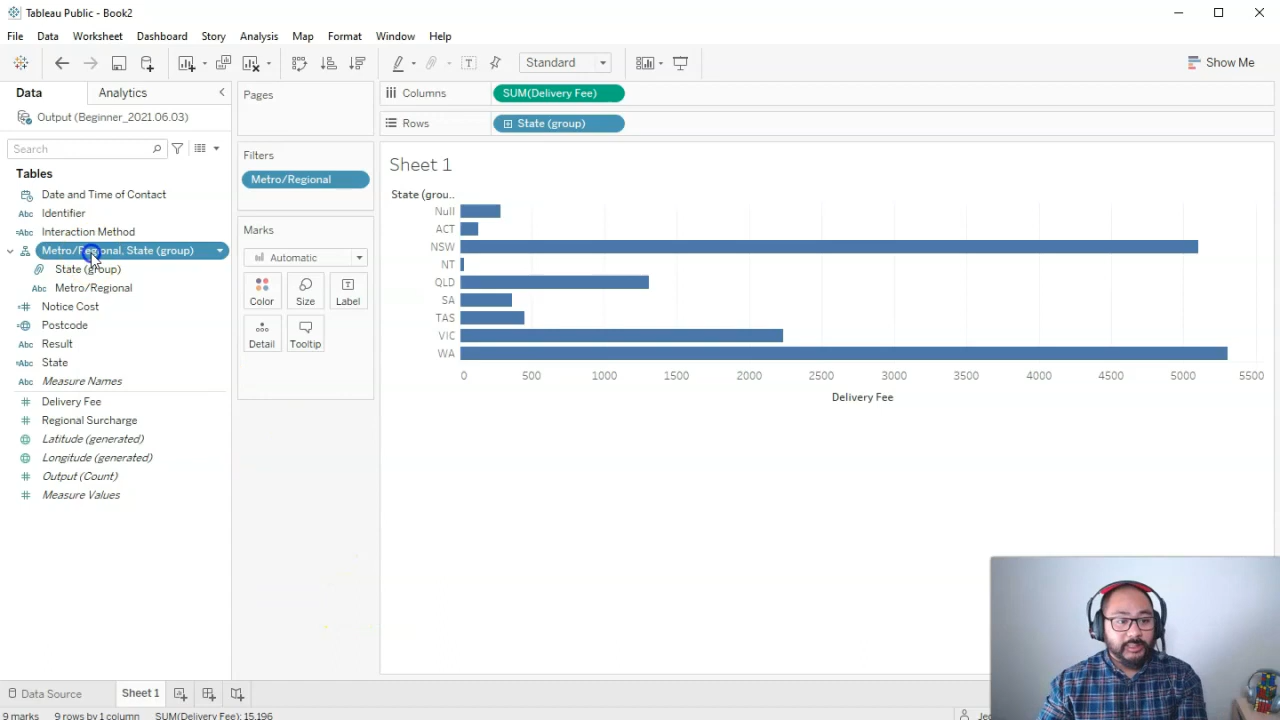 Tableau Public - Book2
File Data Worksheet Dashboard Story Analysis Map Format Window Help
Standard
Show Me
Data Analytics
Output (Beginner_2021.06.03)
Search
Tables
Date and Time of Contact
Abc Identifier
Abc Interaction Method
Metro/Regional, State (group)
State (group)
Abc Metro/Regional
Notice Cost
Postcode
Abc Result
Abc State
Abc Measure Names
Delivery Fee
Regional Surcharge
Latitude (generated)
Longitude (generated)
Output (Count)
Measure Values
Pages
Filters
Metro/Regional
Marks
Automatic
Color Size Label
Detail Tooltip
Columns SUM(Delivery Fee)
Rows State (group)
Sheet 1
State (grou..
Null
ACT
NSW
NT
QLD
SA
TAS
VIC
WA
0 500 1000 1500 2000 2500 3000 3500 4000 4500 5000 5500
Delivery Fee
Data Source Sheet 1
9 marks 9 rows by 1 column SUM(Delivery Fee): 15,196